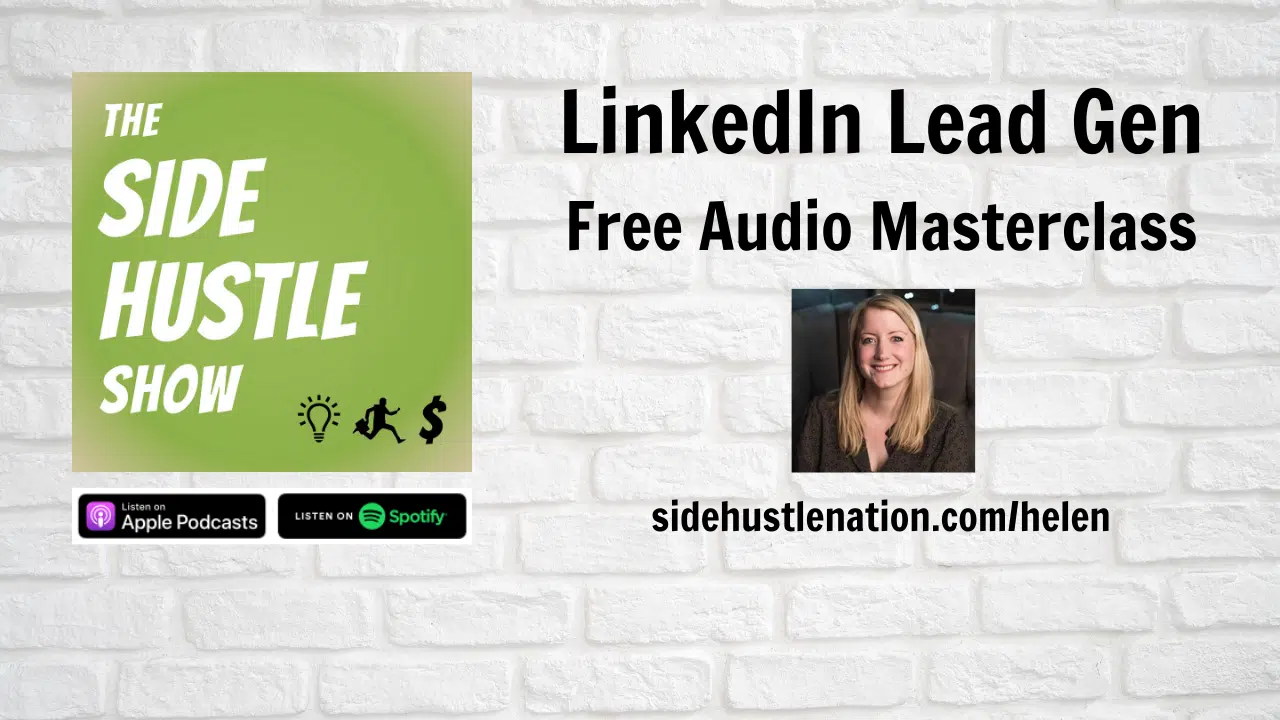 THE
SIDE
HUSTLE
SHOW
Listen on
Apple Podcasts
LISTEN ON Spotify
LinkedIn Lead Gen
Free Audio Masterclass
sidehustlenation.com/helen